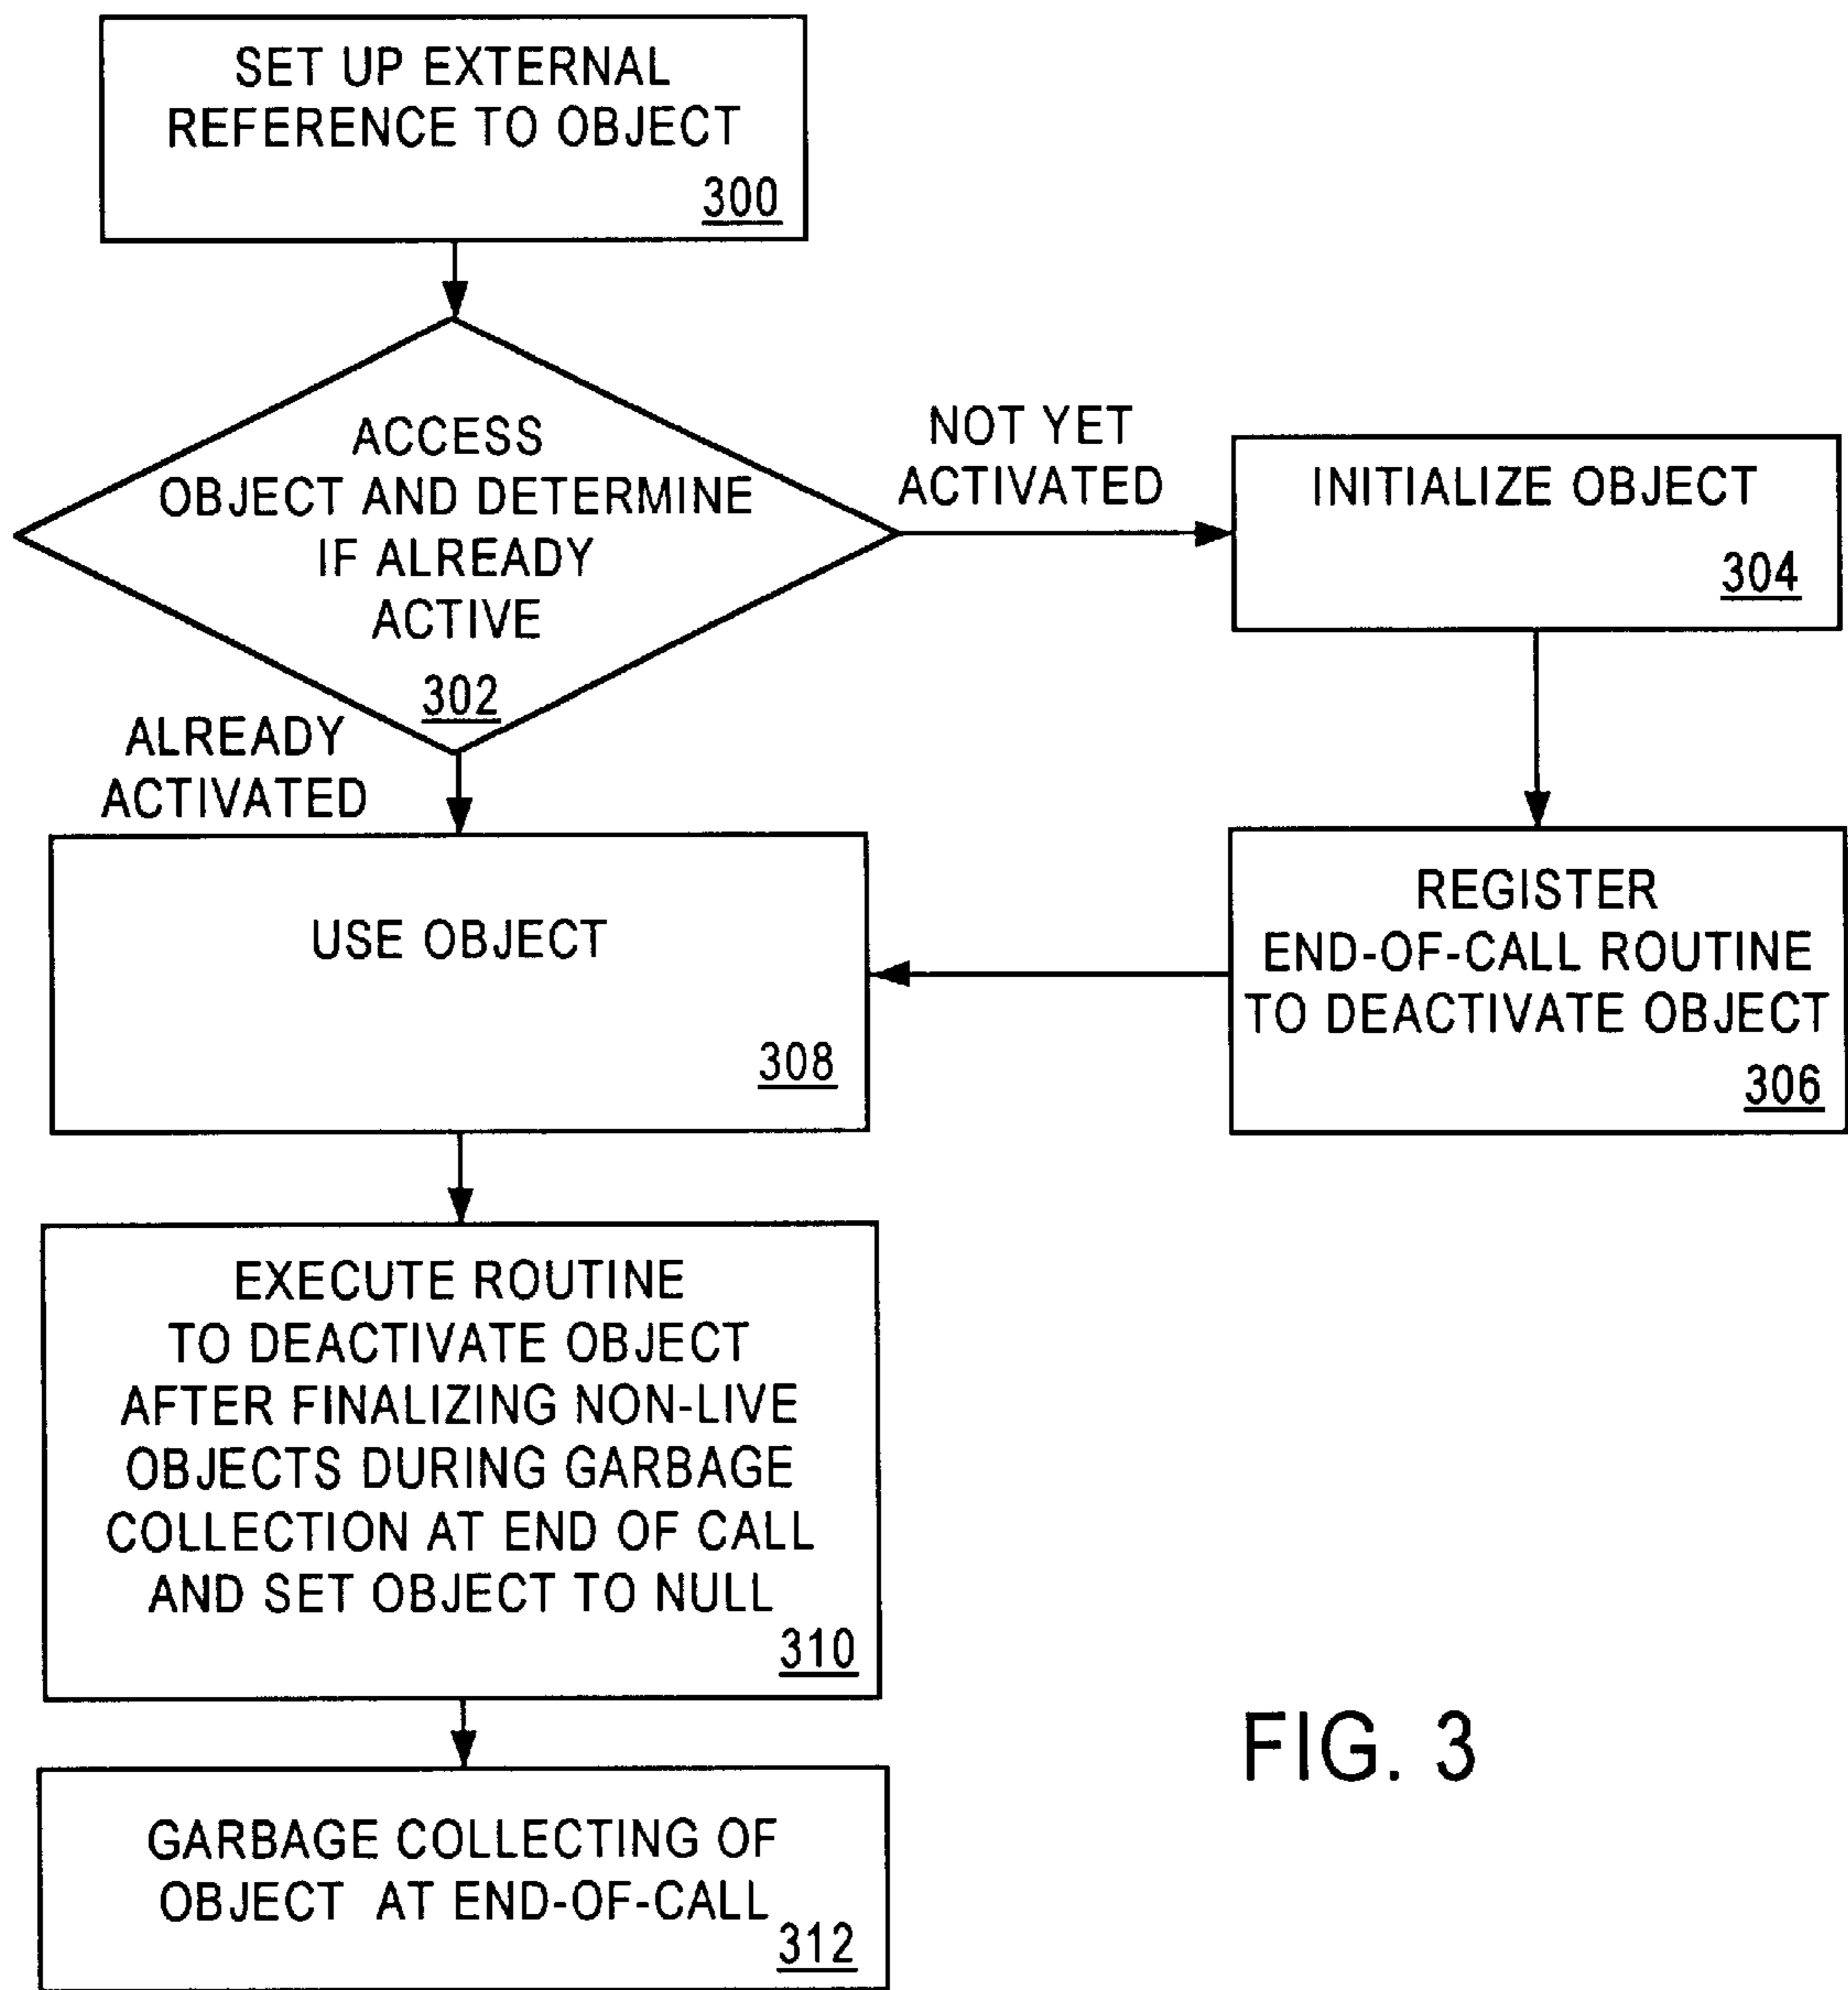 SET UP EXTERNAL
REFERENCE TO OBJECT
300
ACCESS
OBJECT AND DETERMINE
IF ALREADY
ACTIVE
302
NOT YET
ACTIVATED
INITIALIZE OBJECT
304
ALREADY
ACTIVATED
REGISTER
END-OF-CALL ROUTINE
TO DEACTIVATE OBJECT
306
USE OBJECT
308
EXECUTE ROUTINE
TO DEACTIVATE OBJECT
AFTER FINALIZING NON-LIVE
OBJECTS DURING GARBAGE
COLLECTION AT END OF CALL
AND SET OBJECT TO NULL
310
GARBAGE COLLECTING OF
OBJECT AT END-OF-CALL
312
FIG. 3